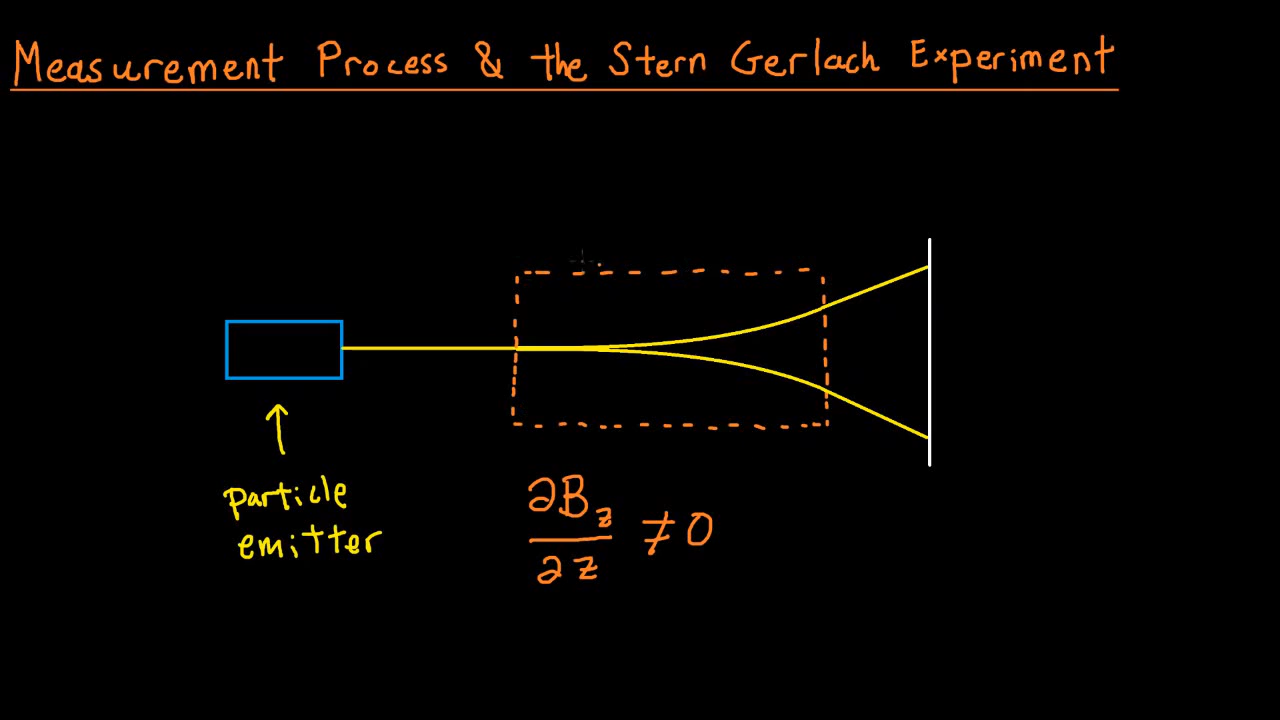 Measurement Process & the Stern Gerlach Experiment
particle
emitter
∂B_z/∂z ≠ 0